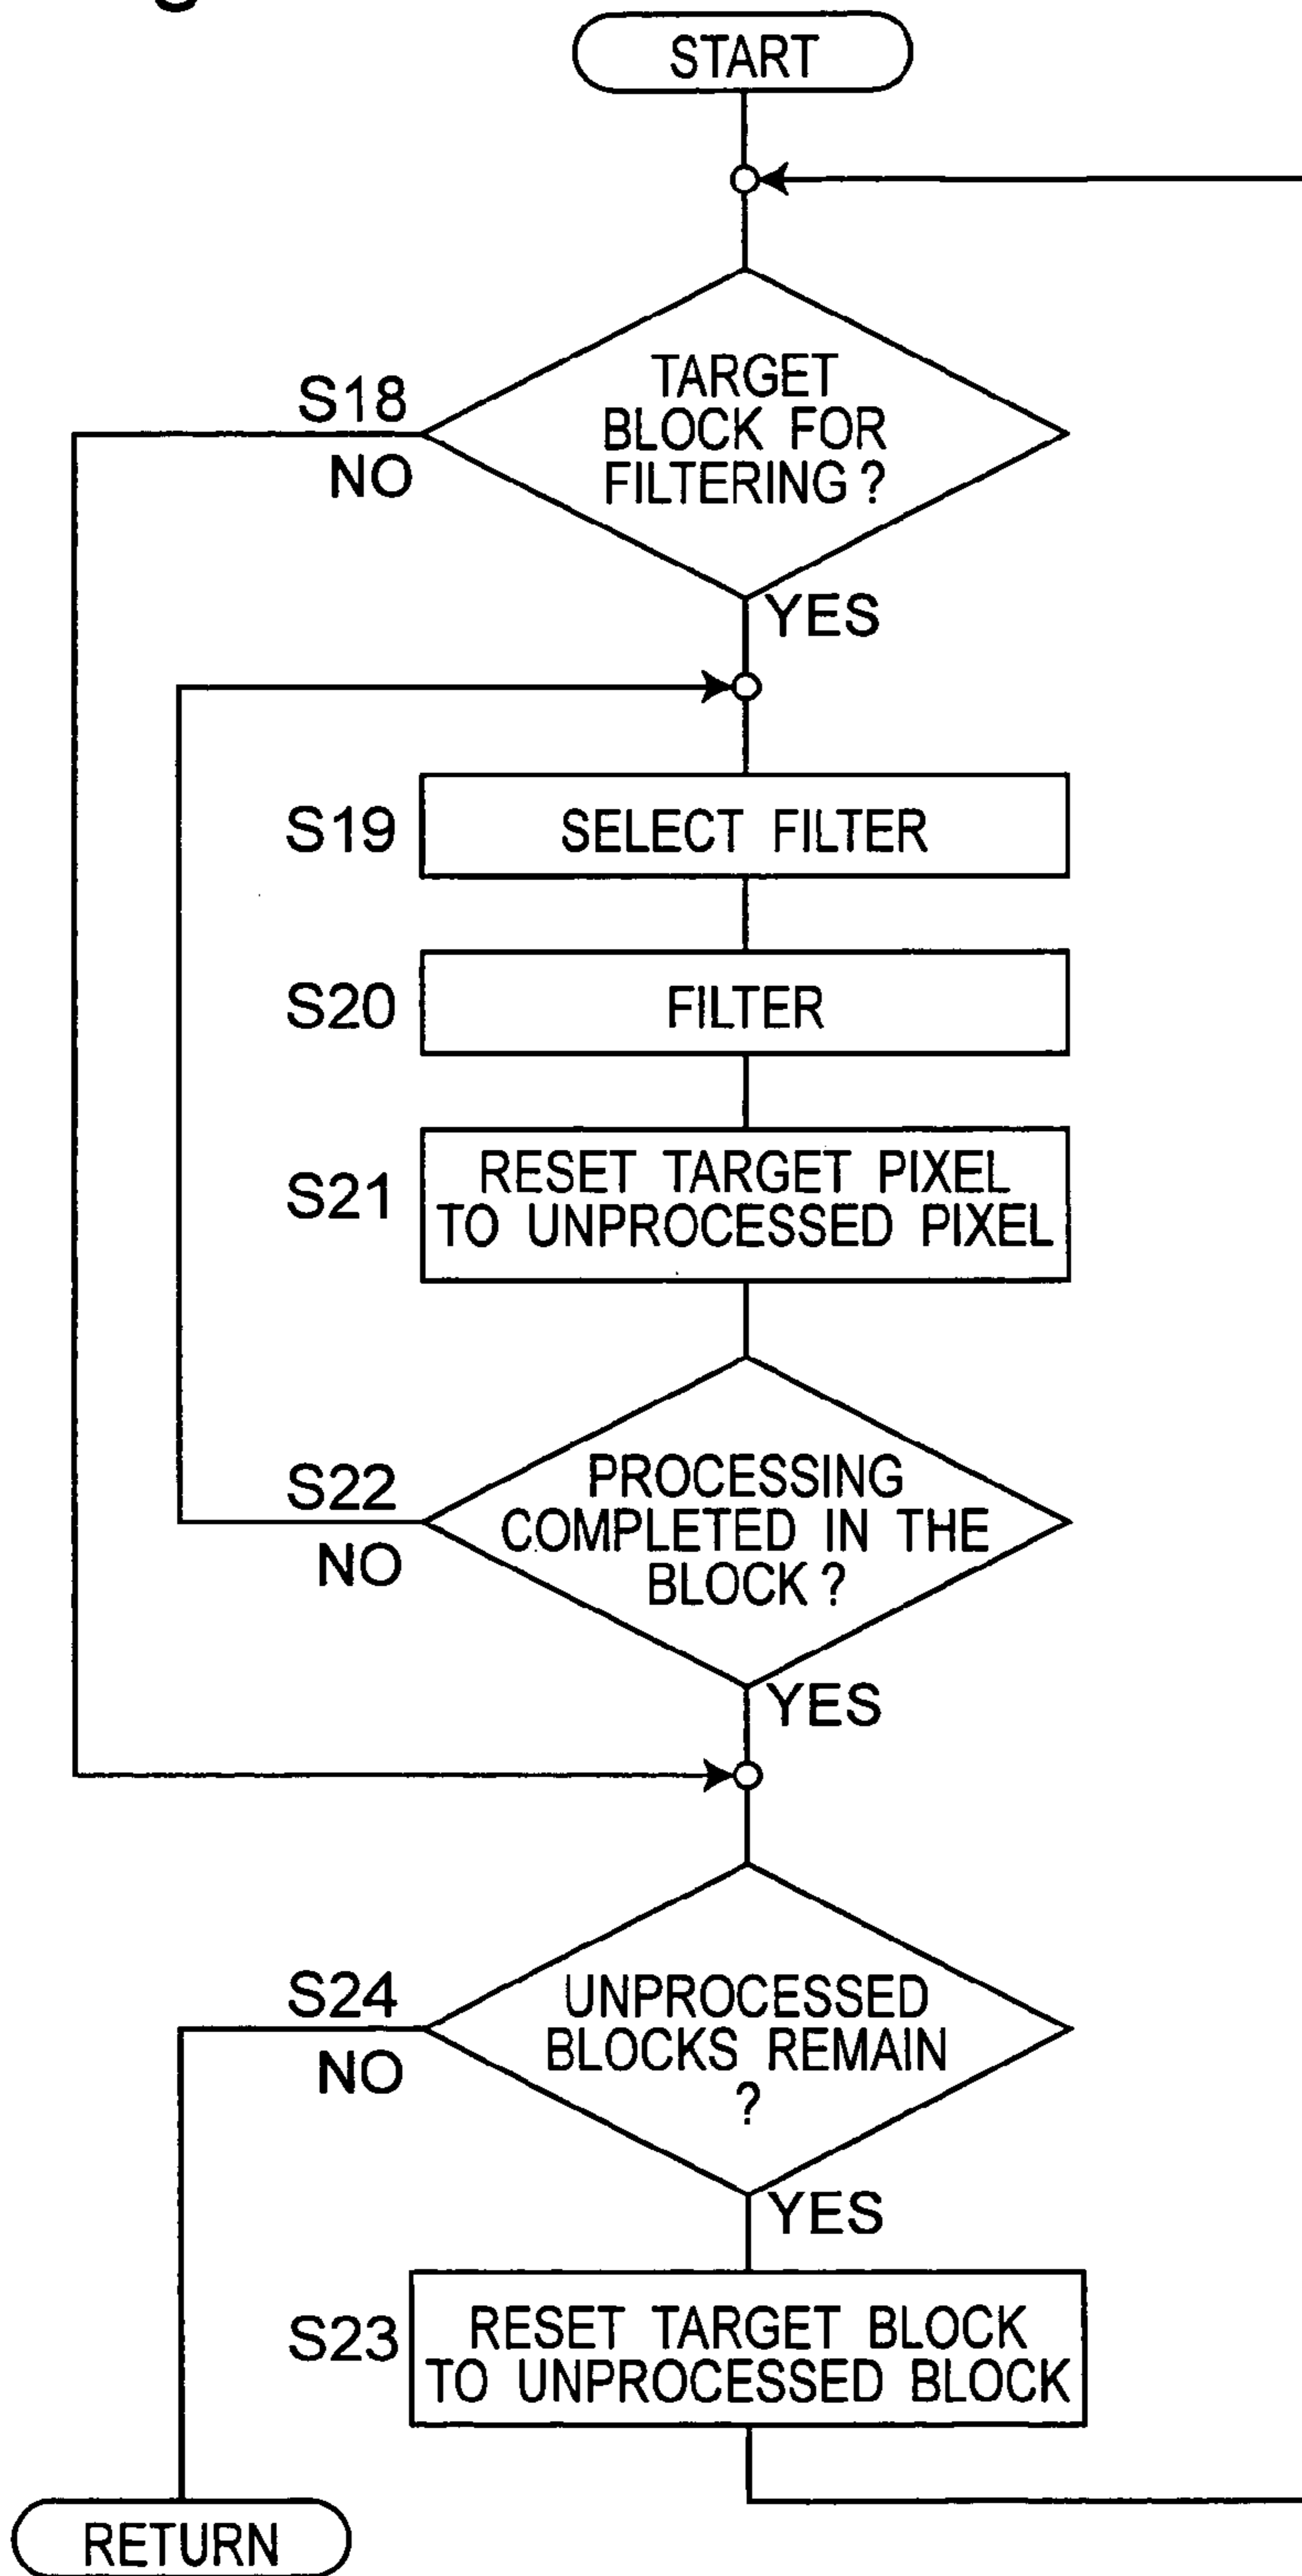 START
TARGET
BLOCK FOR
FILTERING ?
S18
NO
YES
S19
SELECT FILTER
S20
FILTER
S21
RESET TARGET PIXEL
TO UNPROCESSED PIXEL
S22
NO
PROCESSING
COMPLETED IN THE
BLOCK ?
YES
S24
NO
UNPROCESSED
BLOCKS REMAIN
?
YES
S23
RESET TARGET BLOCK
TO UNPROCESSED BLOCK
RETURN